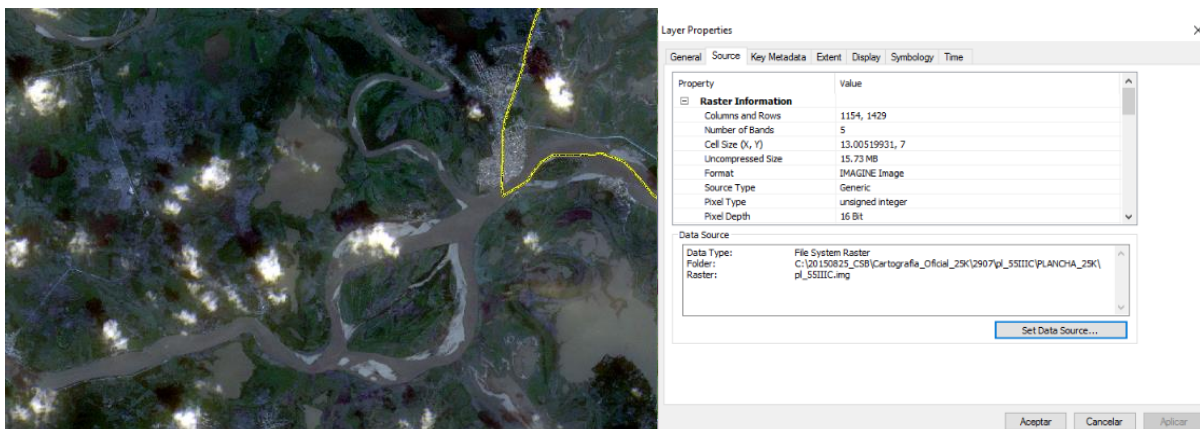 Layer Properties
General Source Key Metadata Extent Display Symbology Time
Property Value
Raster Information
Columns and Rows 1154, 1429
Number of Bands 5
Cell Size (X, Y) 13.00519931, 7
Uncompressed Size 15.73 MB
Format IMAGINE Image
Source Type Generic
Pixel Type unsigned integer
Pixel Depth 16 Bit
Data Source
Data Type: File System Raster
Folder: C:\20150825_CSB\Cartografia_Oficial_25K\2907\pl_55IIIC\PLANCHA_25K\
Raster: pl_55IIIC.img
Set Data Source...
Aceptar Cancelar Aplicar